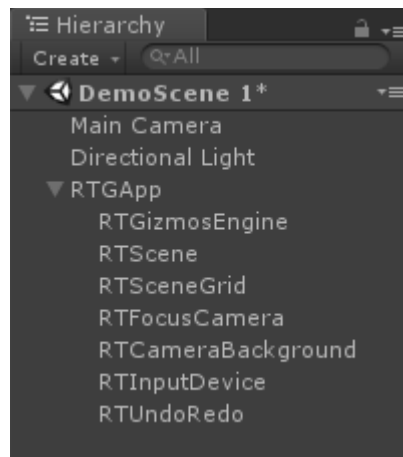 Hierarchy
Create All
DemoScene 1*
Main Camera
Directional Light
RTGApp
RTGizmosEngine
RTScene
RTSceneGrid
RTFocusCamera
RTCameraBackground
RTInputDevice
RTUndoRedo